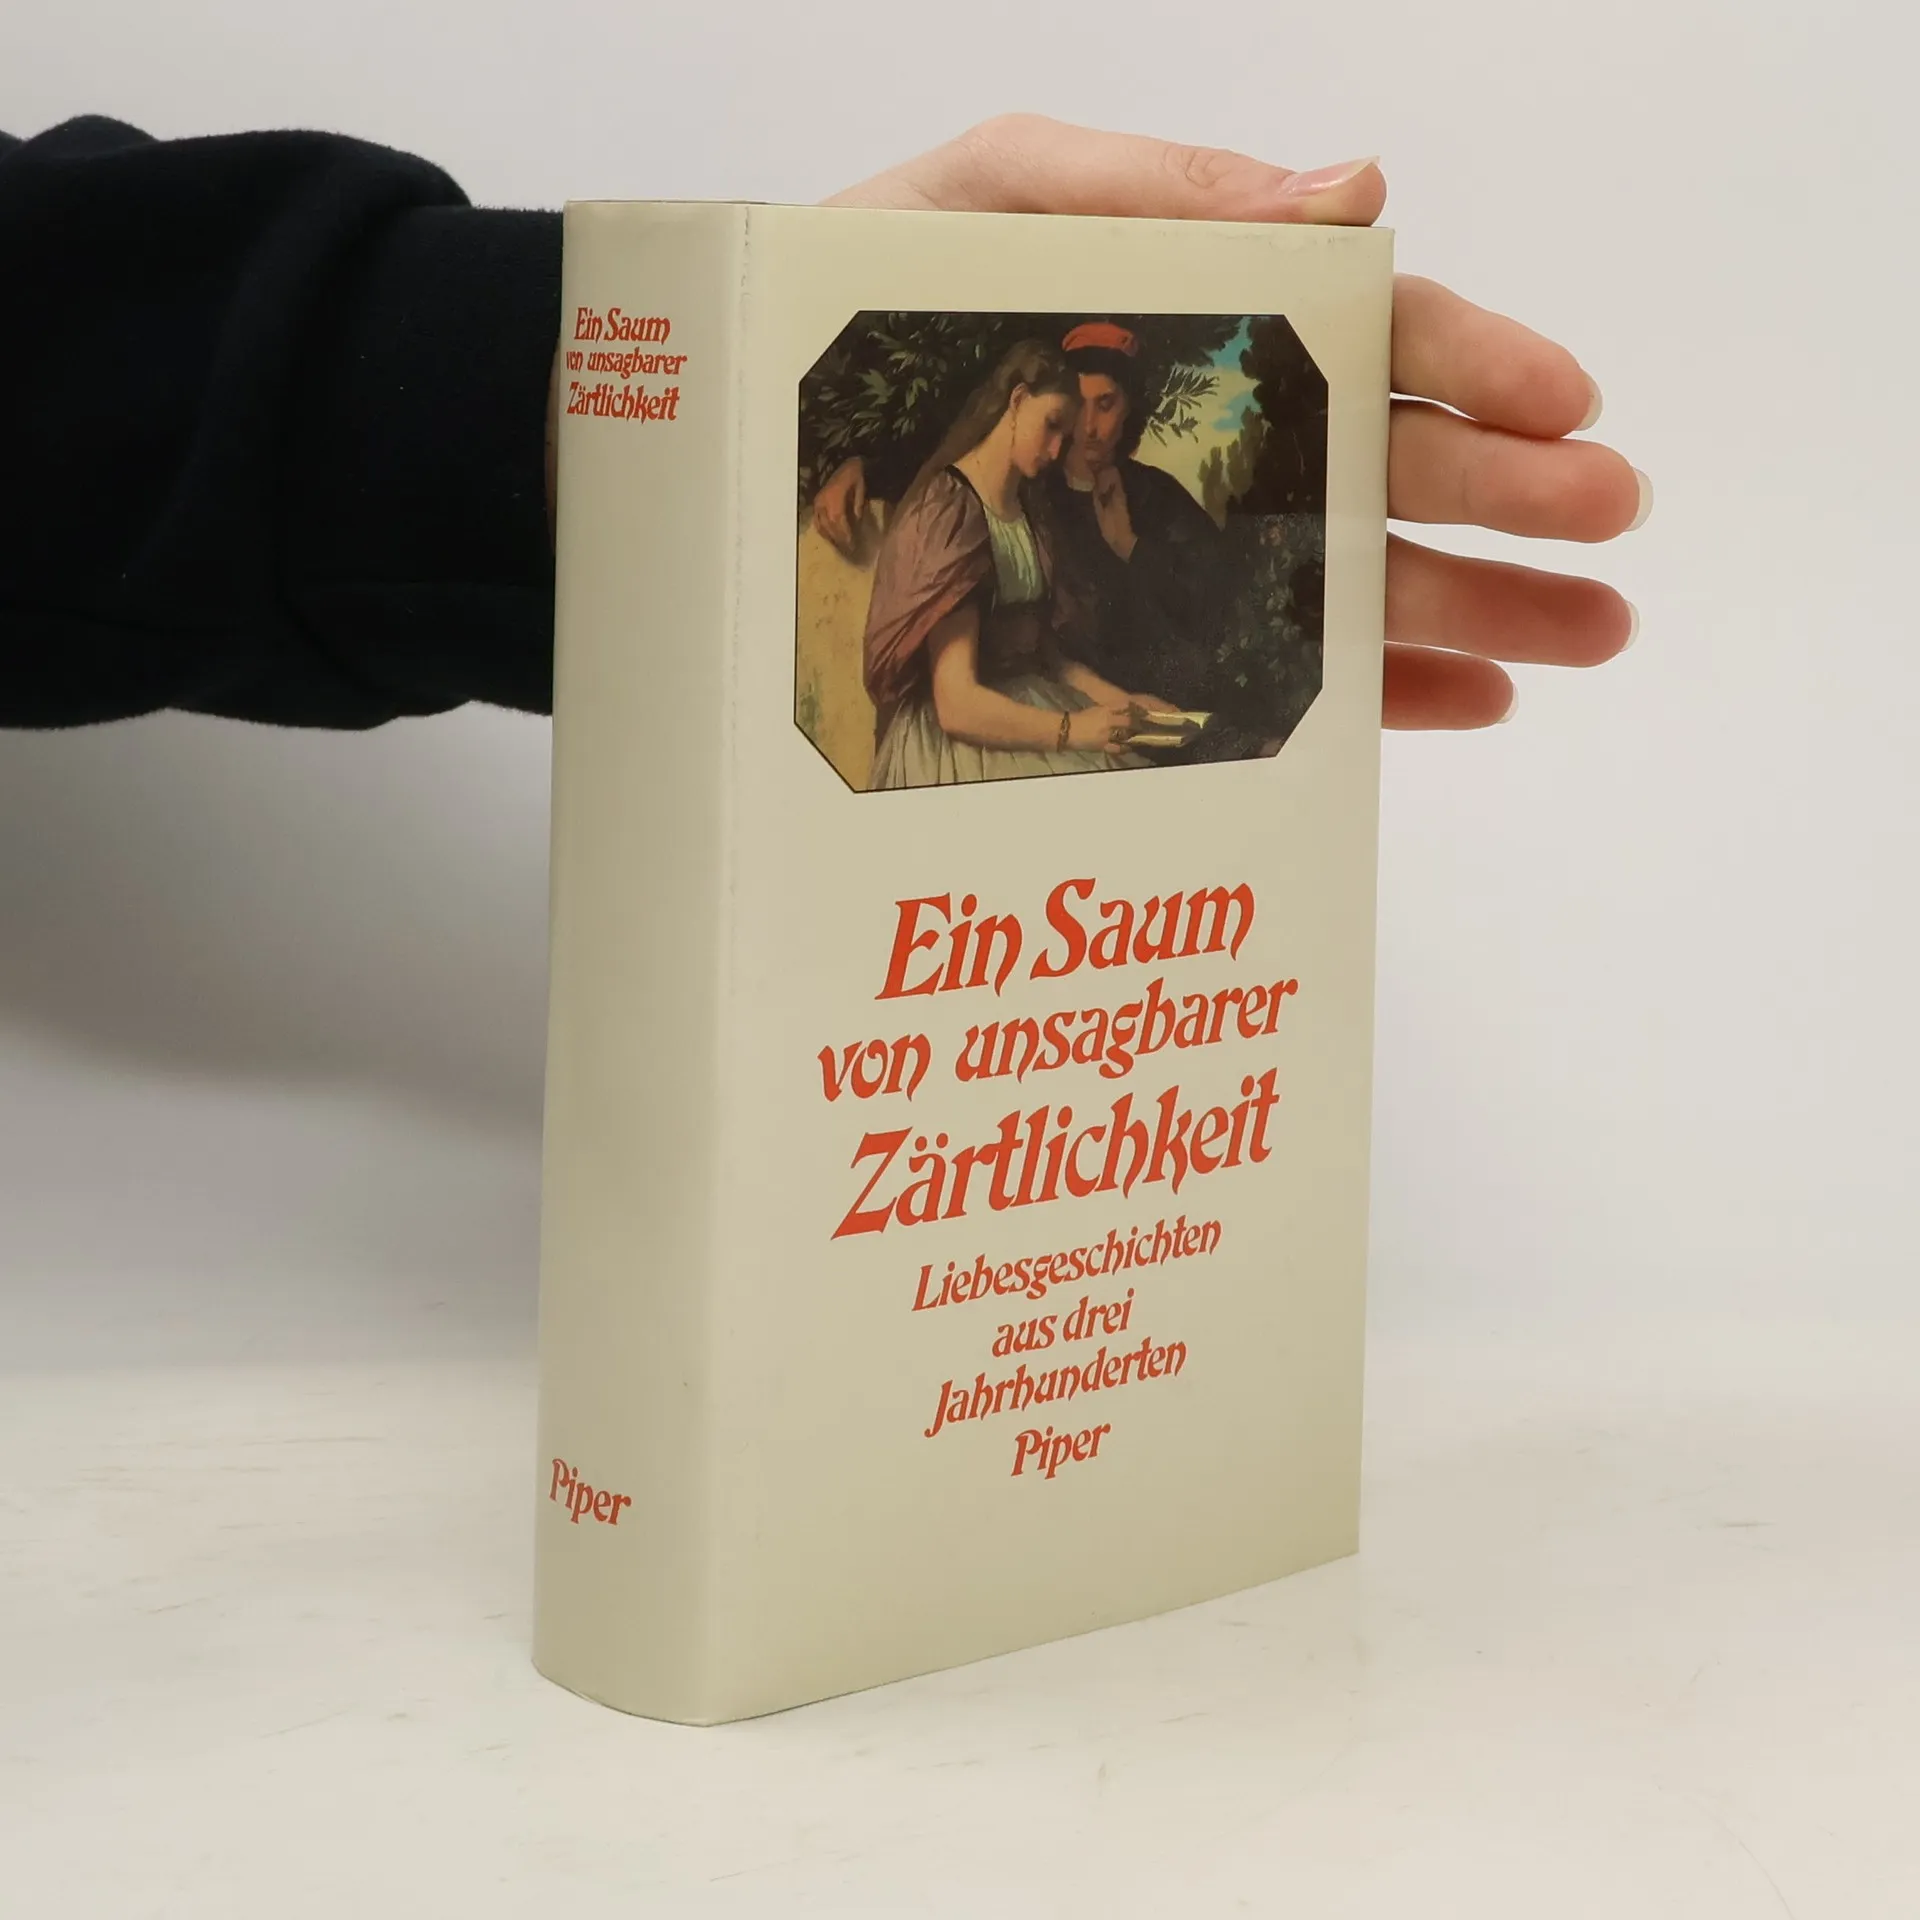 Ein Saum
von unsagbarer
Zärtlichkeit
Piper
Ein Saum
von unsagbarer
Zärtlichkeit
Liebesgeschichten
aus drei
Jahrhunderten
Piper